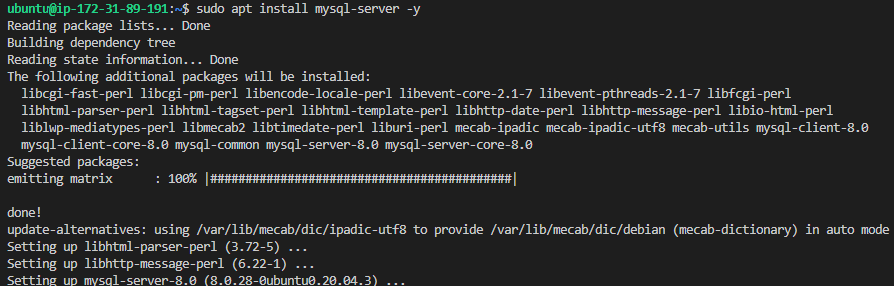 ubuntu@ip-172-31-89-191:~$ sudo apt install mysql-server -y
Reading package lists... Done
Building dependency tree
Reading state information... Done
The following additional packages will be installed:
  libcgi-fast-perl libcgi-pm-perl libencode-locale-perl libevent-core-2.1-7 libevent-pthreads-2.1-7 libfcgi-perl
  libhtml-parser-perl libhtml-tagset-perl libhtml-template-perl libhttp-date-perl libhttp-message-perl libio-html-perl
  liblwp-mediatypes-perl libmecab2 libtimedate-perl liburi-perl mecab-ipadic mecab-ipadic-utf8 mecab-utils mysql-client-8.0
  mysql-client-core-8.0 mysql-common mysql-server-8.0 mysql-server-core-8.0
Suggested packages:
emitting matrix      : 100% |###########################################|
done!
update-alternatives: using /var/lib/mecab/dic/ipadic-utf8 to provide /var/lib/mecab/dic/debian (mecab-dictionary) in auto mode
Setting up libhtml-parser-perl (3.72-5) ...
Setting up libhttp-message-perl (6.22-1) ...
Setting up mysql-server-8.0 (8.0.28-0ubuntu0.20.04.3) ...